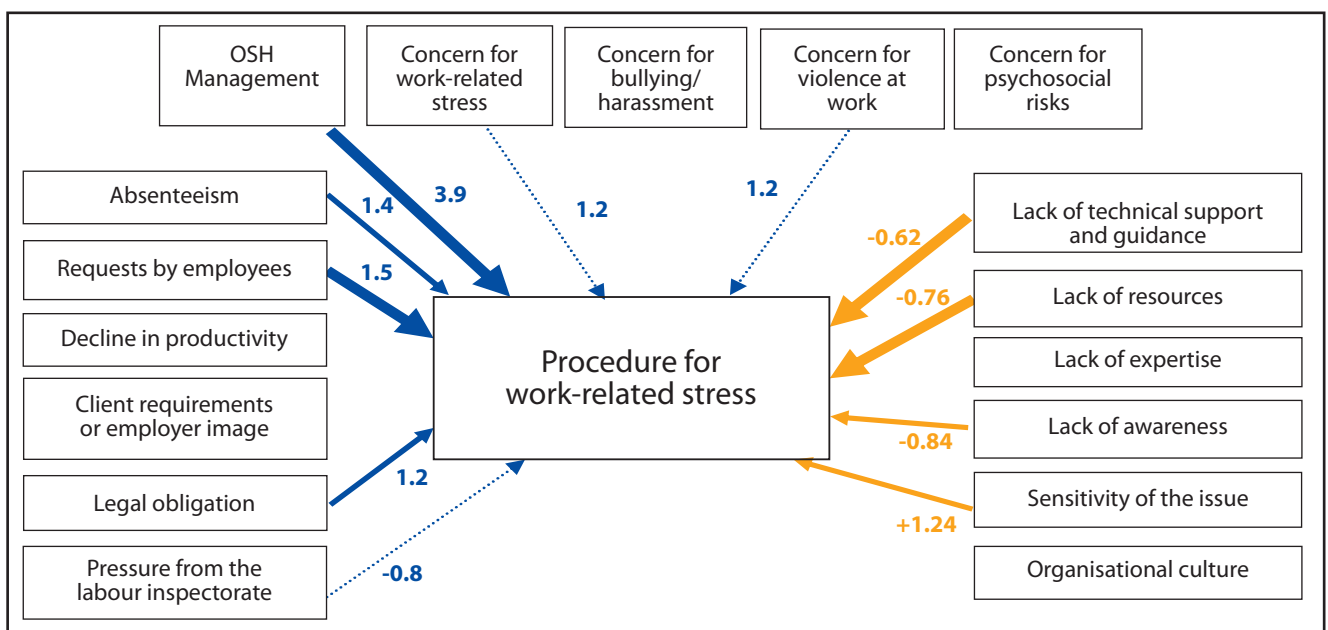 OSH
Management
Concern for
work-related
stress
Concern for
bullying/
harassment
Concern for
violence at
work
Concern for
psychosocial
risks
Absenteeism
1.4
3.9
1.2
1.2
Requests by employees
1.5
Decline in productivity
Client requirements
or employer image
Legal obligation
1.2
Pressure from the
labour inspectorate
-0.8
Procedure for
work-related stress
Lack of technical support
and guidance
-0.62
Lack of resources
-0.76
Lack of expertise
Lack of awareness
-0.84
Sensitivity of the issue
+1.24
Organisational culture